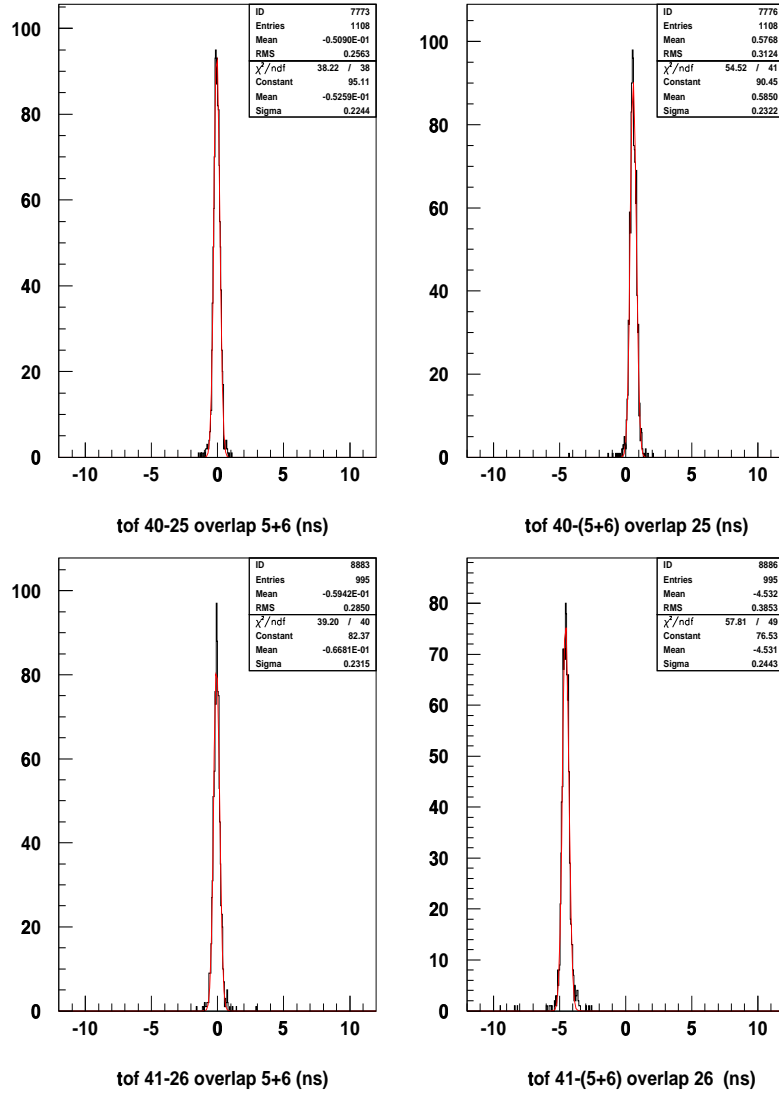 ID 7773
Entries 1108
Mean -0.5090E-01
RMS 0.2563
χ²/ndf 38.22 / 38
Constant 95.11
Mean -0.5259E-01
Sigma 0.2244
100
80
60
40
20
0
-10 -5 0 5 10
tof 40-25 overlap 5+6 (ns)
ID 7776
Entries 1108
Mean 0.5768
RMS 0.3124
χ²/ndf 54.52 / 41
Constant 90.45
Mean 0.5850
Sigma 0.2322
100
80
60
40
20
0
-10 -5 0 5 10
tof 40-(5+6) overlap 25 (ns)
ID 8883
Entries 995
Mean -0.5942E-01
RMS 0.2850
χ²/ndf 39.20 / 40
Constant 82.37
Mean -0.6681E-01
Sigma 0.2315
100
80
60
40
20
0
-10 -5 0 5 10
tof 41-26 overlap 5+6 (ns)
ID 8886
Entries 995
Mean -4.532
RMS 0.3853
χ²/ndf 57.81 / 49
Constant 76.53
Mean -4.531
Sigma 0.2443
80
70
60
50
40
30
20
10
0
-10 -5 0 5 10
tof 41-(5+6) overlap 26 (ns)